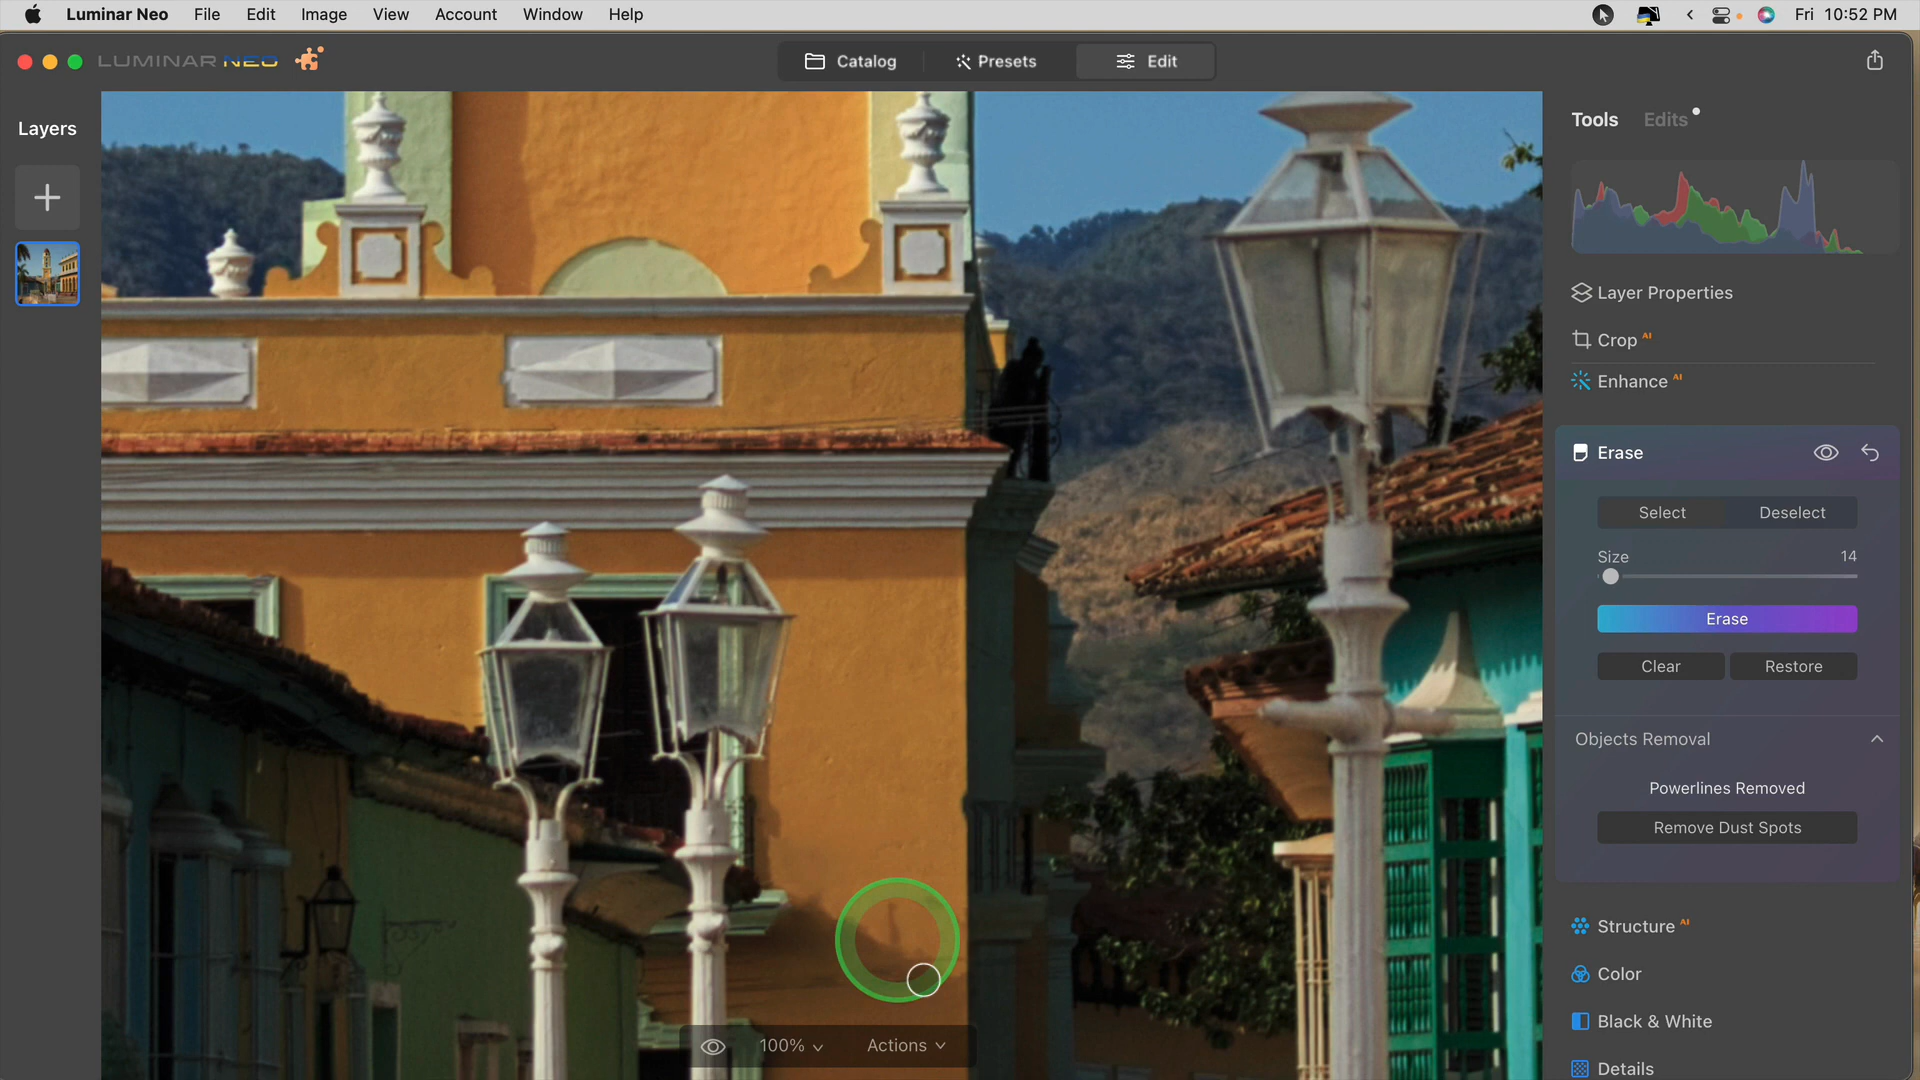 Luminar Neo File Edit Image View Account Window Help Fri 10:52 PM
LUMINAR NEO Catalog Presets Edit
Layers
Tools Edits
Layer Properties
Crop AI
Enhance AI
Erase
Select Deselect
Size 14
Erase
Clear Restore
Objects Removal
Powerlines Removed
Remove Dust Spots
Structure AI
Color
Black & White
Details
100% Actions